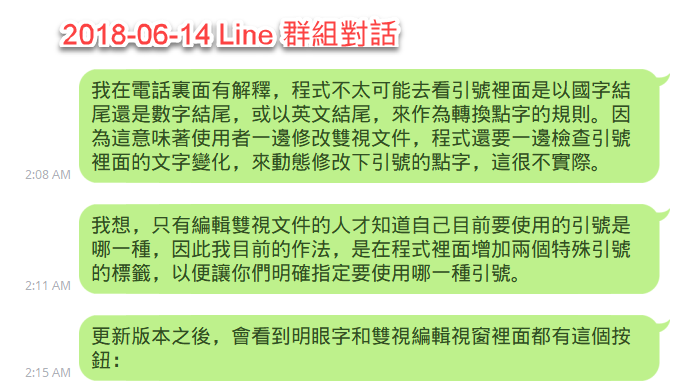 2018-06-14 Line 群組對話
我在電話裏面有解釋，程式不太可能去看引號裡面是以國字結
尾還是數字結尾，或以英文結尾，來作為轉換點字的規則。因
為這意味著使用者一邊修改雙視文件，程式還要一邊檢查引號
裡面的文字變化，來動態修改下引號的點字，這很不實際。
2:08 AM
我想，只有編輯雙視文件的人才知道自己目前要使用的引號是
哪一種，因此我目前的作法，是在程式裡面增加兩個特殊引號
的標籤，以便讓你們明確指定要使用哪一種引號。
2:11 AM
更新版本之後，會看到明眼字和雙視編輯視窗裡面都有這個按
鈕：
2:15 AM